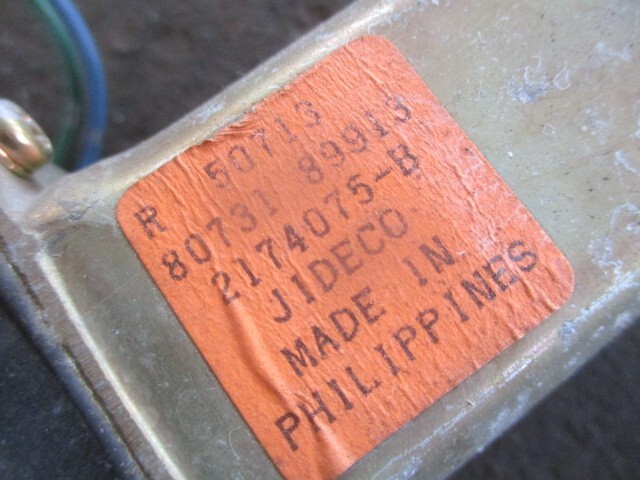 R 50713
80731 89913
2174075-B
JIDECO
MADE IN
PHILIPPINES